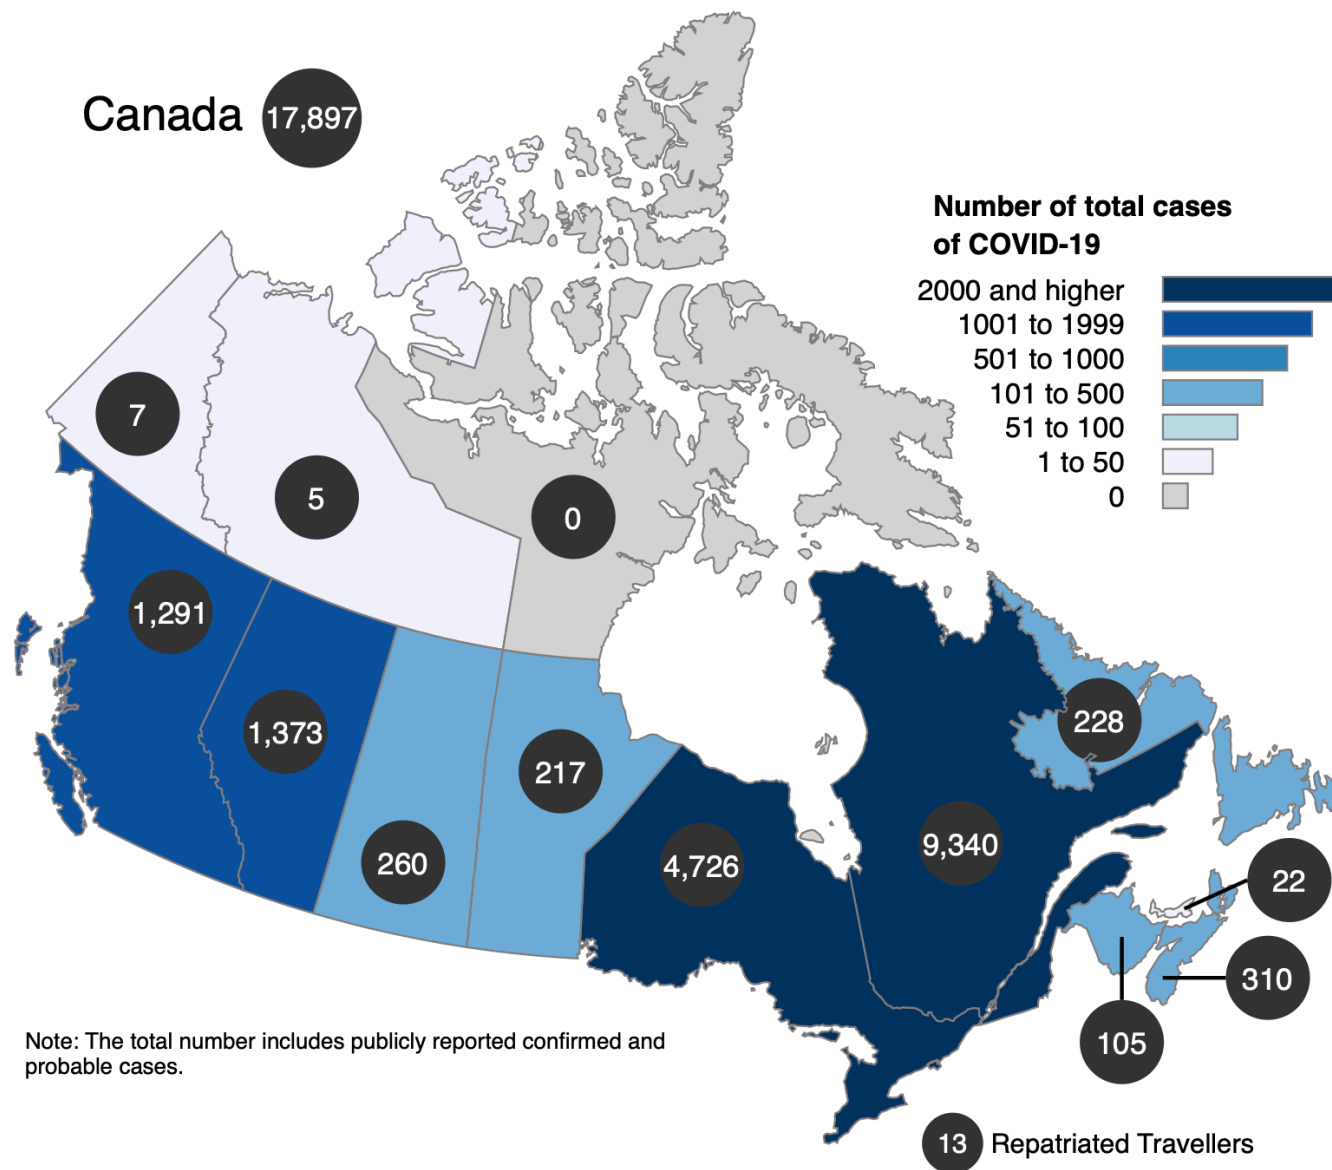 Canada 17,897
Number of total cases
of COVID-19
2000 and higher
1001 to 1999
501 to 1000
101 to 500
51 to 100
1 to 50
0
7
5
0
1,291
1,373
260
217
4,726
9,340
228
22
310
105
Note: The total number includes publicly reported confirmed and
probable cases.
13 Repatriated Travellers